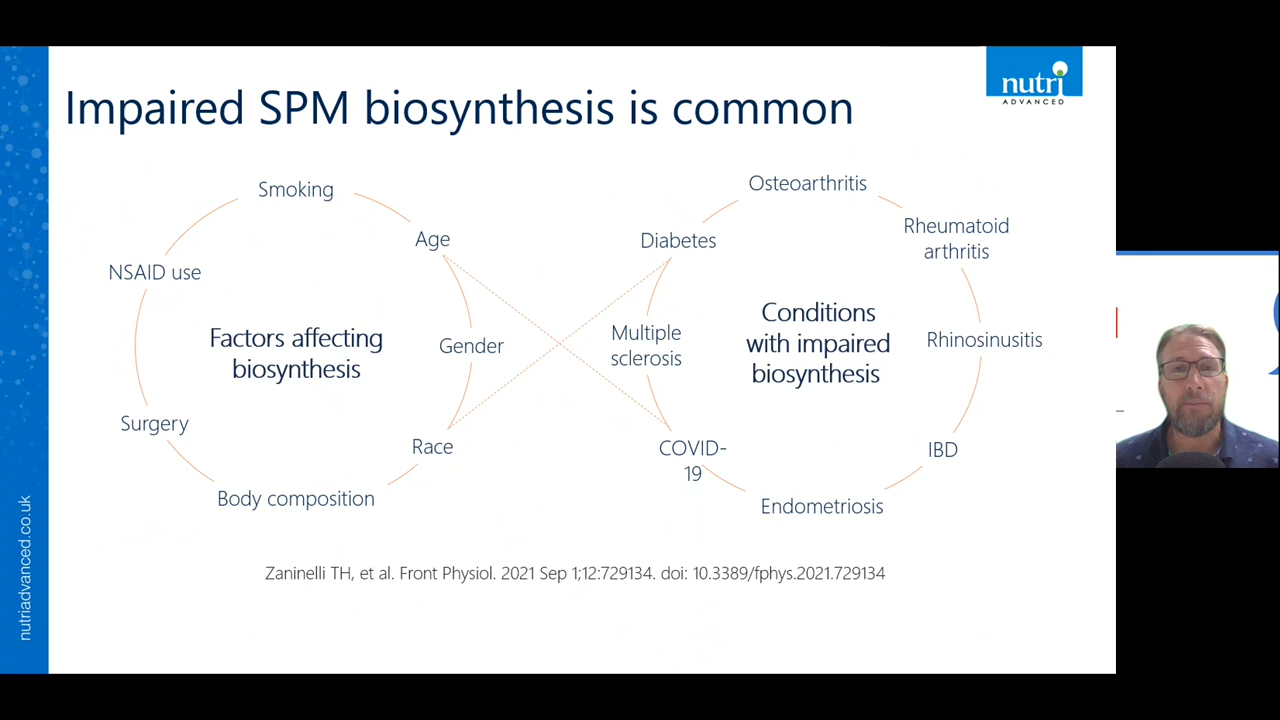 nutri
ADVANCED
Impaired SPM biosynthesis is common
Smoking
Age
NSAID use
Factors affecting
biosynthesis
Gender
Surgery
Race
Body composition
Osteoarthritis
Rheumatoid
arthritis
Diabetes
Conditions
with impaired
biosynthesis
Multiple
sclerosis
Rhinosinusitis
COVID-
19
IBD
Endometriosis
Zaninelli TH, et al. Front Physiol. 2021 Sep 1;12:729134. doi: 10.3389/fphys.2021.729134
nutriadvanced.co.uk